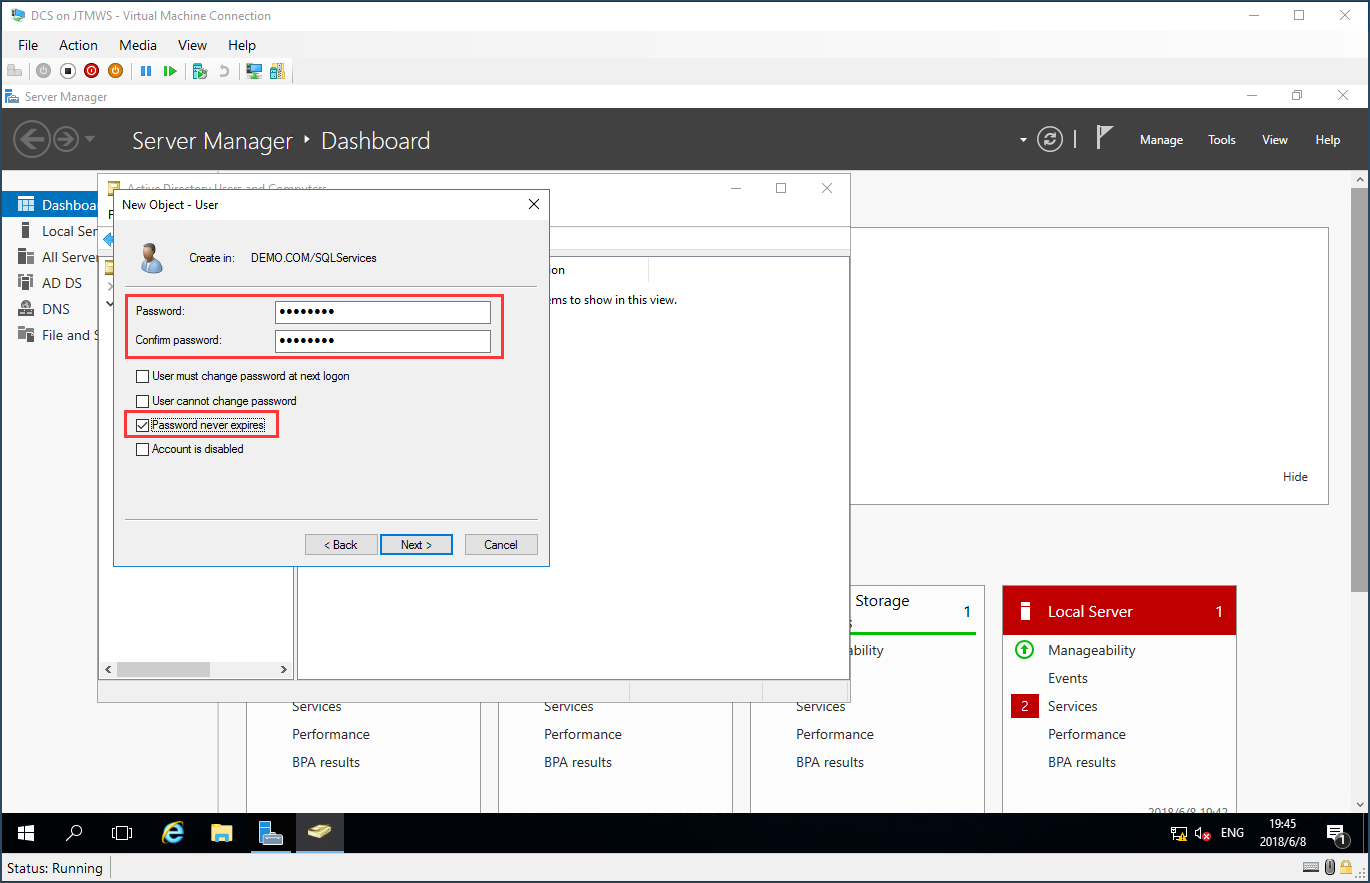 DCS on JTMWS - Virtual Machine Connection
File Action Media View Help
Server Manager
Server Manager Dashboard
Manage Tools View Help
Active Directory Users and Computers
New Object - User
Create in: DEMO.COM/SQLServices
Password: ●●●●●●●●
Confirm password: ●●●●●●●●
User must change password at next logon
User cannot change password
Password never expires
Account is disabled
< Back Next > Cancel
Dashboa
Local Ser
All Server
AD DS
DNS
File and S
F
ion
ems to show in this view.
Hide
Storage 1
s
ability
Services
Performance
BPA results
Services
Performance
BPA results
Services
Performance
BPA results
Local Server 1
Manageability
Events
2 Services
Performance
BPA results
2018/6/8 19:42
ENG
19:45
2018/6/8
1
Status: Running